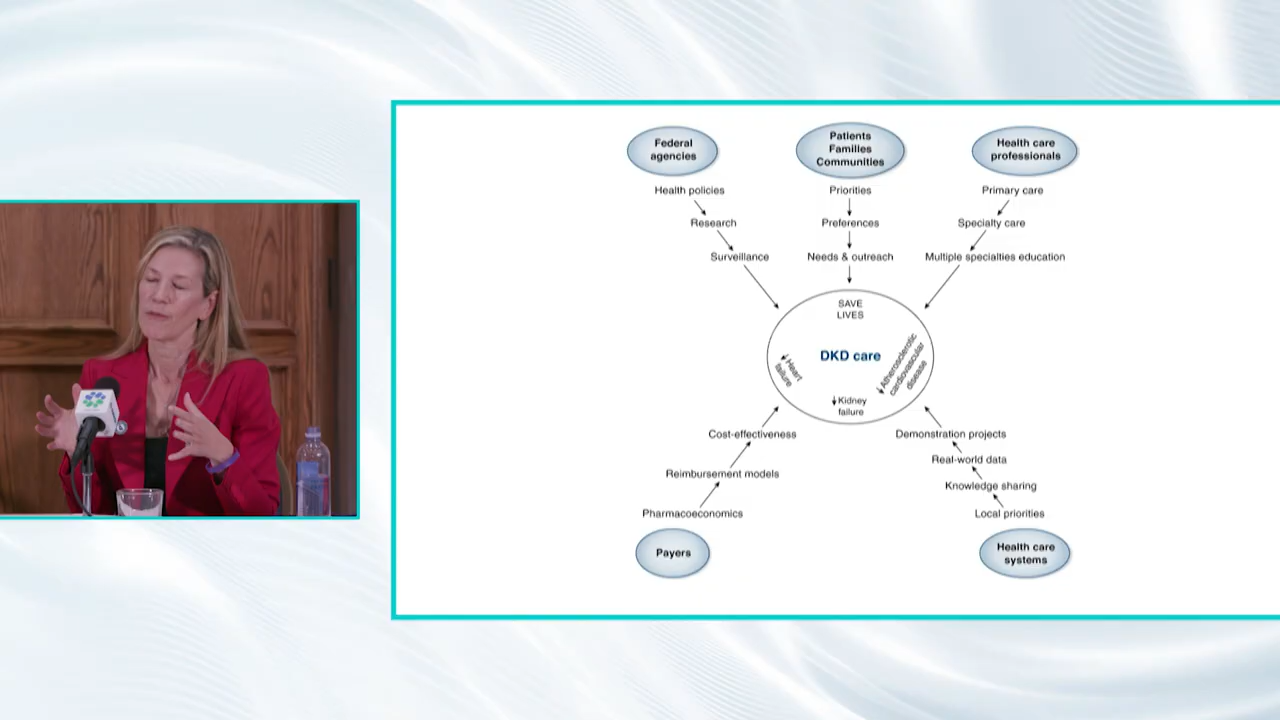 Federal
agencies
Patients
Families
Communities
Health care
professionals
Health policies
Priorities
Primary care
Research
Preferences
Specialty care
Surveillance
Needs & outreach
Multiple specialties education
SAVE
LIVES
DKD care
Heart
failure
Atherosclerotic
cardiovascular
disease
Kidney
failure
Cost-effectiveness
Demonstration projects
Reimbursement models
Real-world data
Knowledge sharing
Pharmacoeconomics
Local priorities
Payers
Health care
systems